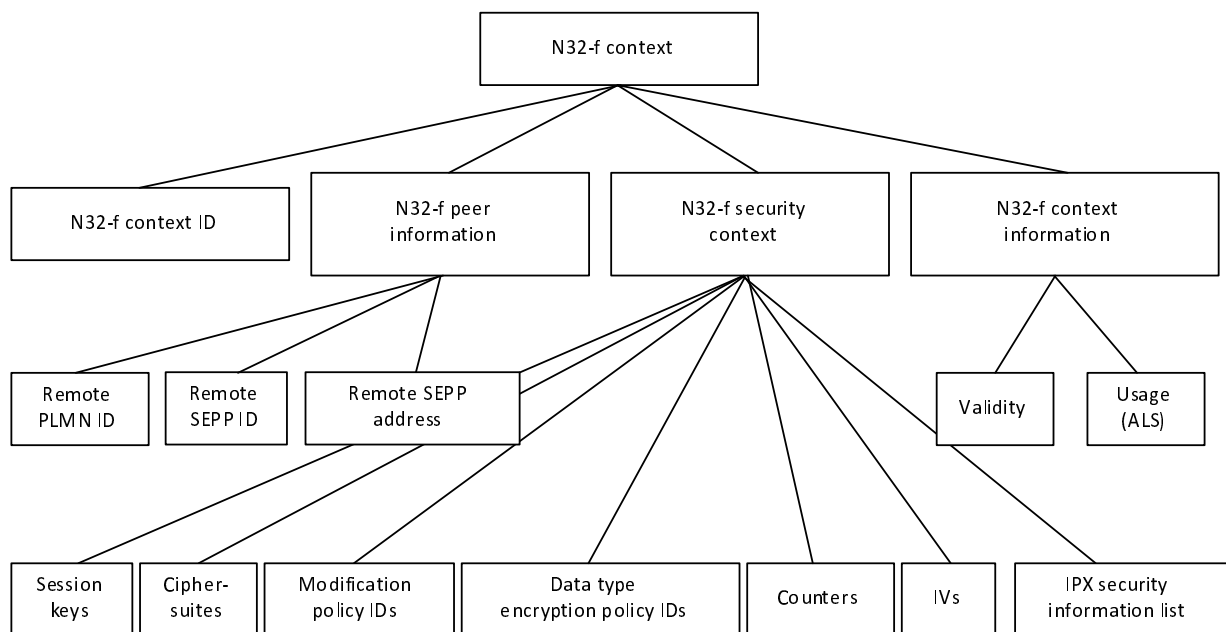 N32-f context
N32-f context ID
N32-f peer
information
N32-f security
context
N32-f context
information
Remote
PLMN ID
Remote
SEPP ID
Remote SEPP
address
Validity
Usage
(ALS)
Session
keys
Cipher-
suites
Modification
policy IDs
Data type
encryption policy IDs
Counters
IVs
IPX security
information list